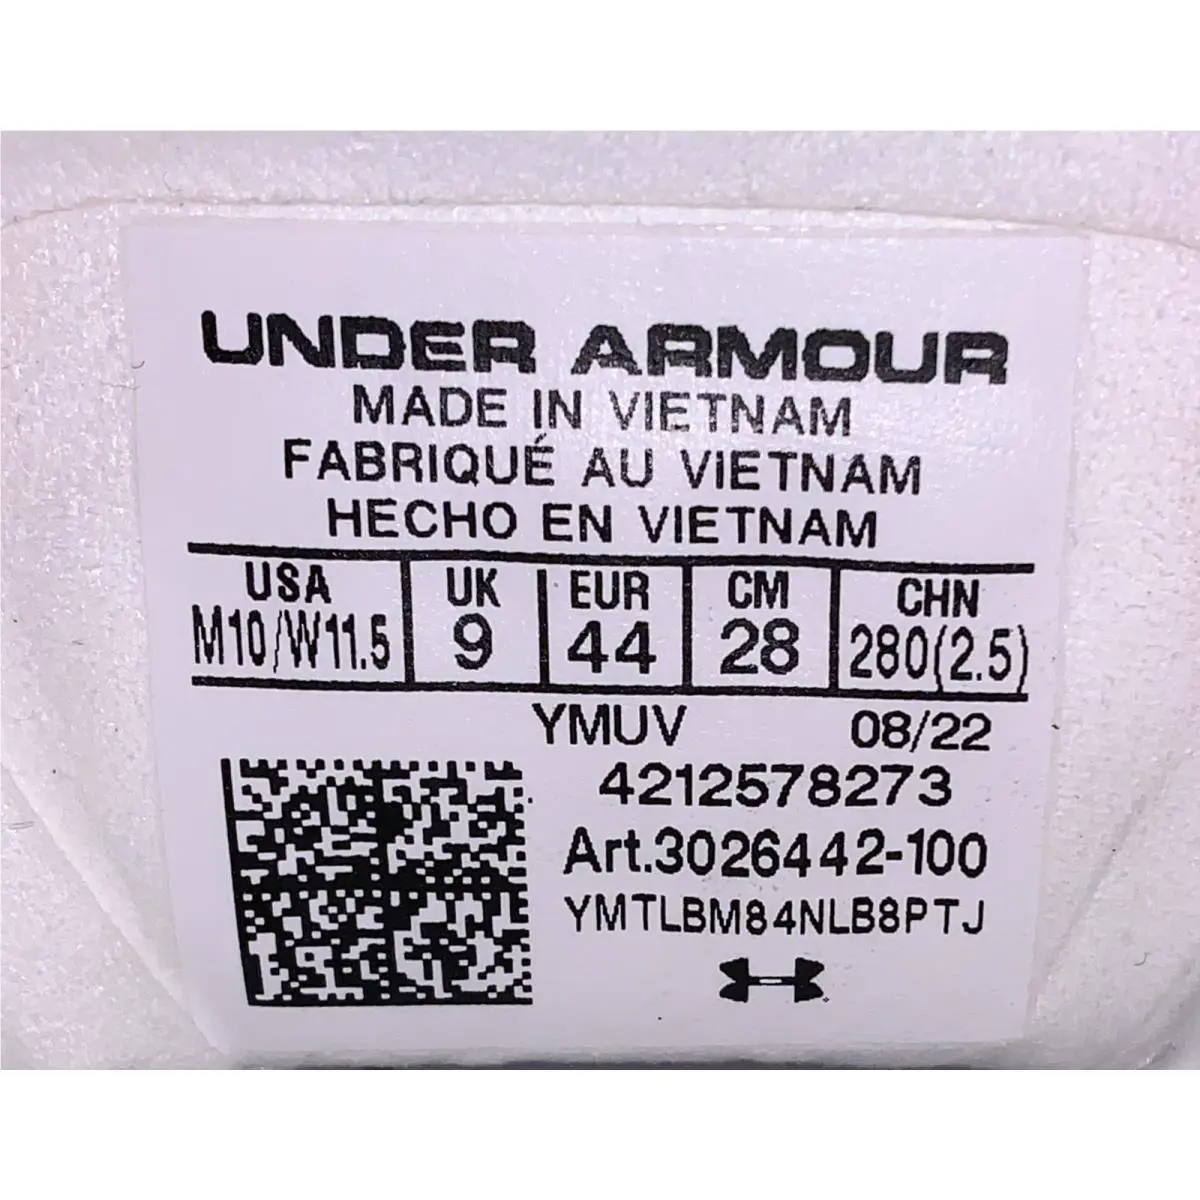 UNDER ARMOUR
MADE IN VIETNAM
FABRIQUÉ AU VIETNAM
HECHO EN VIETNAM
USA UK EUR CM CHN
M10/W11.5 9 44 28 280(2.5)
YMUV 08/22
4212578273
Art.3026442-100
YMTLBM84NLB8PTJ